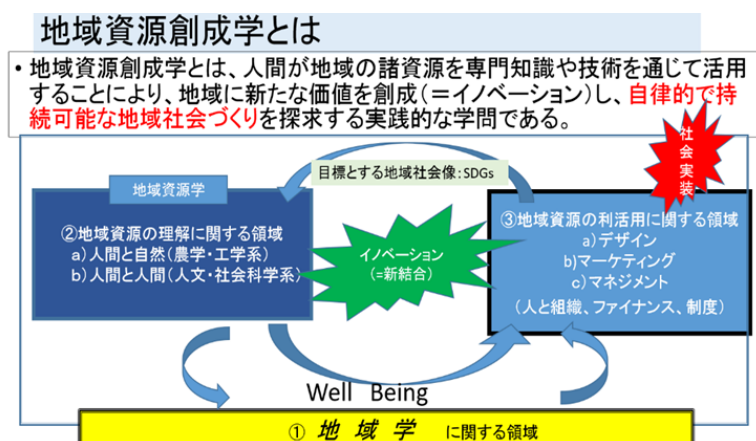 地域資源創成学とは
・地域資源創成学とは、人間が地域の諸資源を専門知識や技術を通じて活用
することにより、地域に新たな価値を創成(=イノベーション)し、自律的で持
続可能な地域社会づくりを探求する実践的な学問である。
社会実装
目標とする地域社会像:SDGs
地域資源学
②地域資源の理解に関する領域
a)人間と自然(農学・工学系)
b)人間と人間(人文・社会科学系)
イノベーション
(=新結合)
③地域資源の利活用に関する領域
a)デザイン
b)マーケティング
c)マネジメント
(人と組織、ファイナンス、制度)
Well Being
① 地 域 学 に関する領域